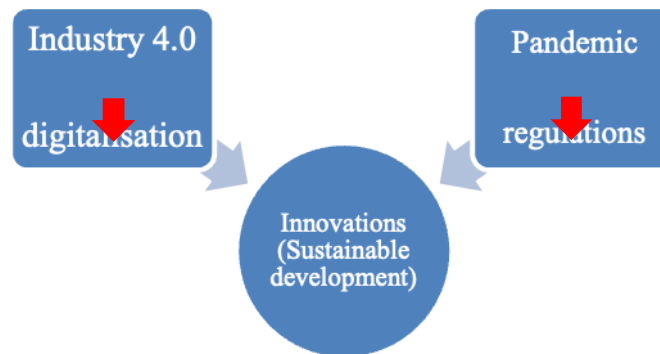 Industry 4.0
digitalisation
Pandemic
regulations
Innovations
(Sustainable
development)